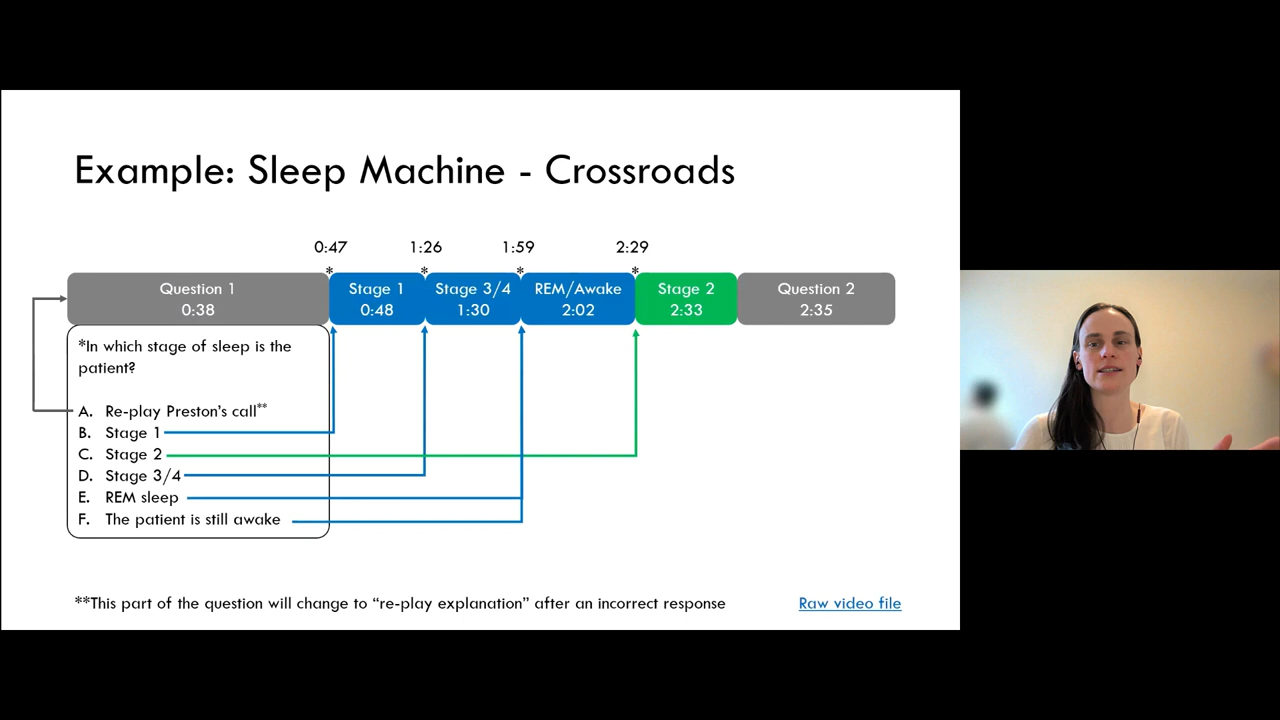 Example: Sleep Machine - Crossroads
0:47
1:26
1:59
2:29
*
*
*
*
Question 1
0:38
Stage 1
0:48
Stage 3/4
1:30
REM/Awake
2:02
Stage 2
2:33
Question 2
2:35
*In which stage of sleep is the
patient?
A. Re-play Preston's call**
B. Stage 1
C. Stage 2
D. Stage 3/4
E. REM sleep
F. The patient is still awake
**This part of the question will change to "re-play explanation" after an incorrect response
Raw video file